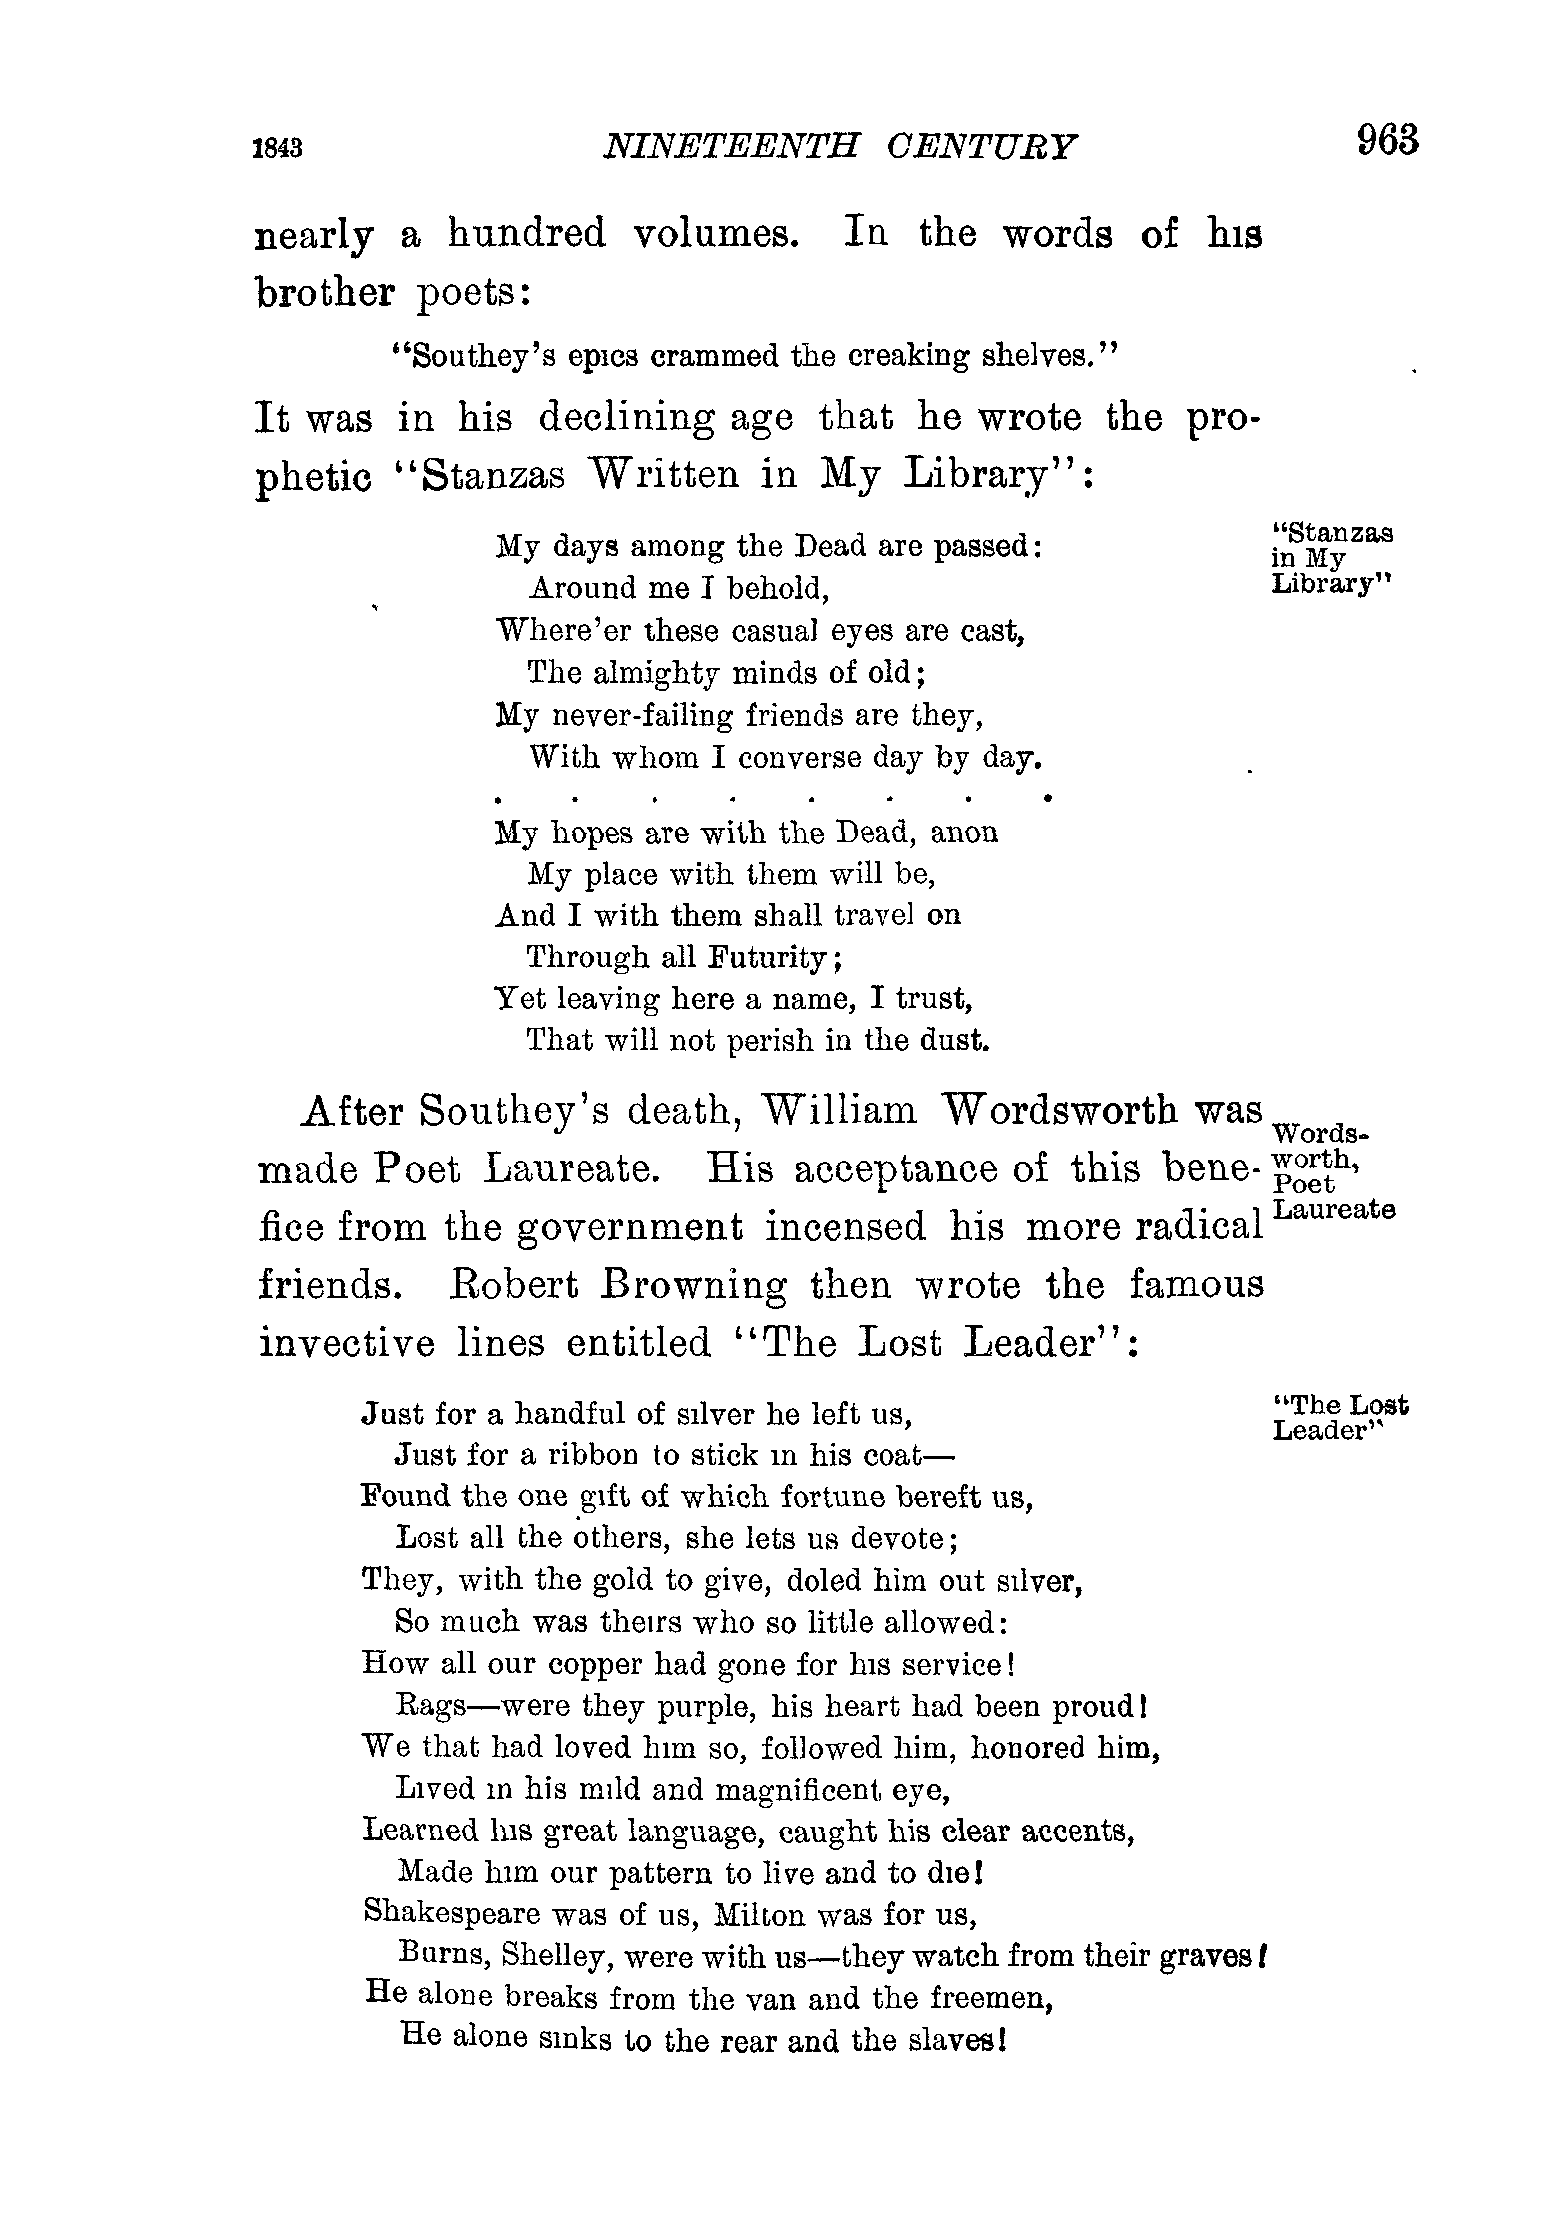 1843 NINETEENTH CENTURY 963
nearly a hundred volumes. In the words of his
brother poets:
"Southey's epics crammed the creaking shelves."
It was in his declining age that he wrote the pro-
phetic "Stanzas Written in My Library":
"Stanzas
in My
Library"
My days among the Dead are passed:
Around me I behold,
Where'er these casual eyes are cast,
The almighty minds of old;
My never-failing friends are they,
With whom I converse day by day.
. . . . . . . .
My hopes are with the Dead, anon
My place with them will be,
And I with them shall travel on
Through all Futurity;
Yet leaving here a name, I trust,
That will not perish in the dust.
After Southey's death, William Wordsworth was
made Poet Laureate. His acceptance of this bene-
fice from the government incensed his more radical
friends. Robert Browning then wrote the famous
invective lines entitled "The Lost Leader":
Words-
worth,
Poet
Laureate
"The Lost
Leader"
Just for a handful of silver he left us,
Just for a ribbon to stick in his coat—
Found the one gift of which fortune bereft us,
Lost all the others, she lets us devote;
They, with the gold to give, doled him out silver,
So much was theirs who so little allowed:
How all our copper had gone for his service!
Rags—were they purple, his heart had been proud!
We that had loved him so, followed him, honored him,
Lived in his mild and magnificent eye,
Learned his great language, caught his clear accents,
Made him our pattern to live and to die!
Shakespeare was of us, Milton was for us,
Burns, Shelley, were with us—they watch from their graves!
He alone breaks from the van and the freemen,
He alone sinks to the rear and the slaves!